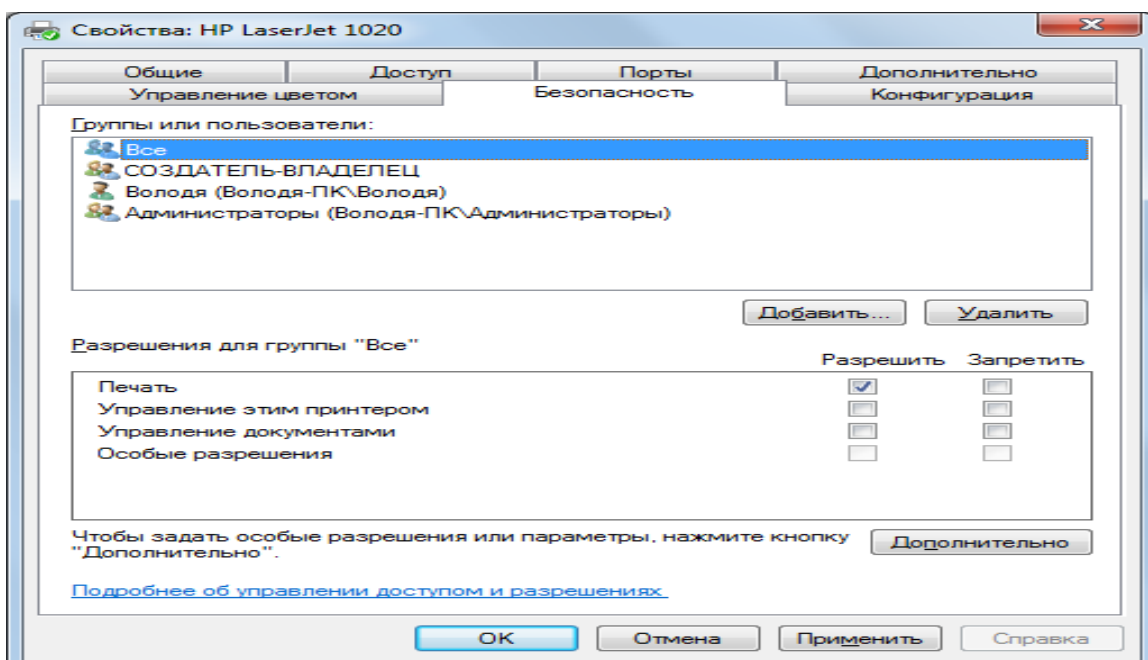 Свойства: HP LaserJet 1020
Общие Доступ Порты Дополнительно
Управление цветом Безопасность Конфигурация
Группы или пользователи:
Все
СОЗДАТЕЛЬ-ВЛАДЕЛЕЦ
Володя (Володя-ПК\Володя)
Администраторы (Володя-ПК\Администраторы)
Добавить... Удалить
Разрешения для группы "Все"
Разрешить Запретить
Печать
Управление этим принтером
Управление документами
Особые разрешения
Чтобы задать особые разрешения или параметры, нажмите кнопку
"Дополнительно".
Дополнительно
Подробнее об управлении доступом и разрешениях
ОК Отмена Применить Справка